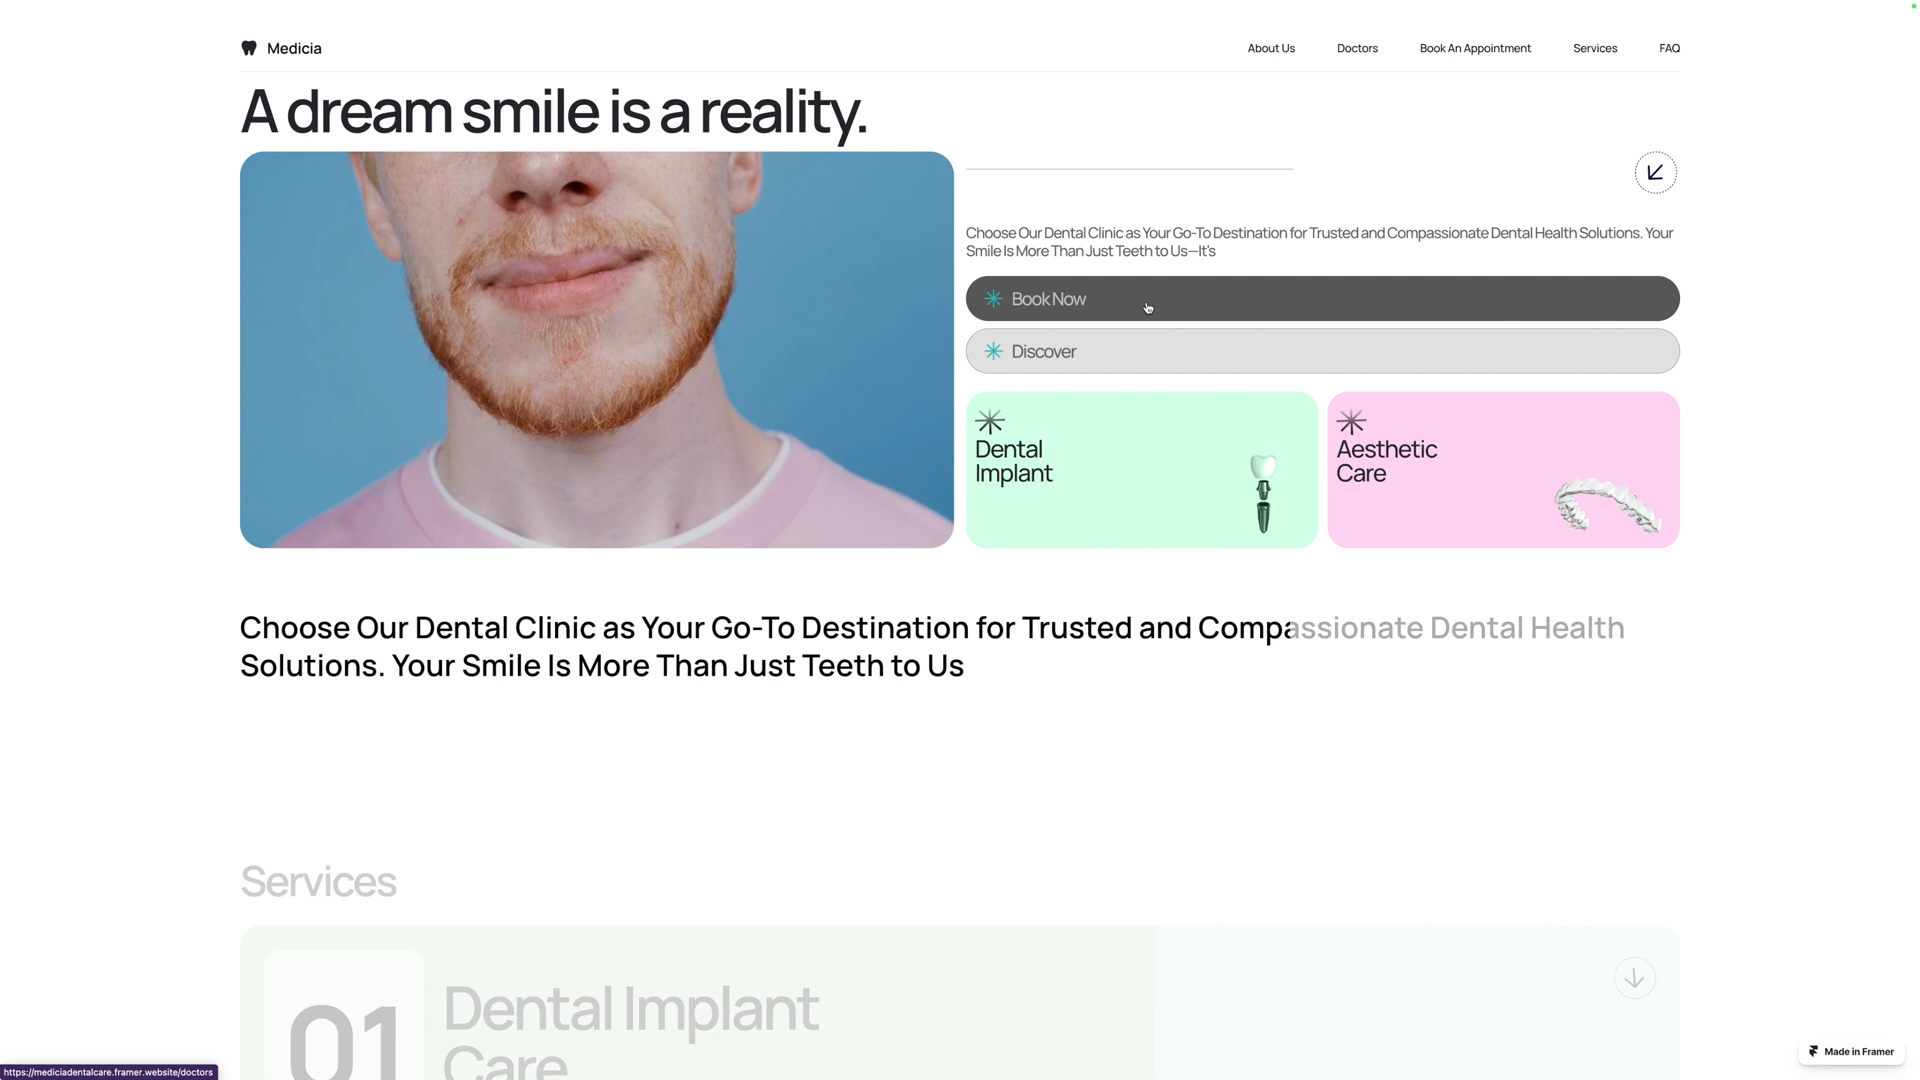 Medicia
About Us
Doctors
Book An Appointment
Services
FAQ
A dream smile is a reality.
Choose Our Dental Clinic as Your Go-To Destination for Trusted and Compassionate Dental Health Solutions. Your
Smile Is More Than Just Teeth to Us—It's
Book Now
Discover
Dental
Implant
Aesthetic
Care
Choose Our Dental Clinic as Your Go-To Destination for Trusted and Compassionate Dental Health
Solutions. Your Smile Is More Than Just Teeth to Us
Services
01
Dental Implant
Care
Made in Framer
https://mediciadentalcare.framer.website/doctors